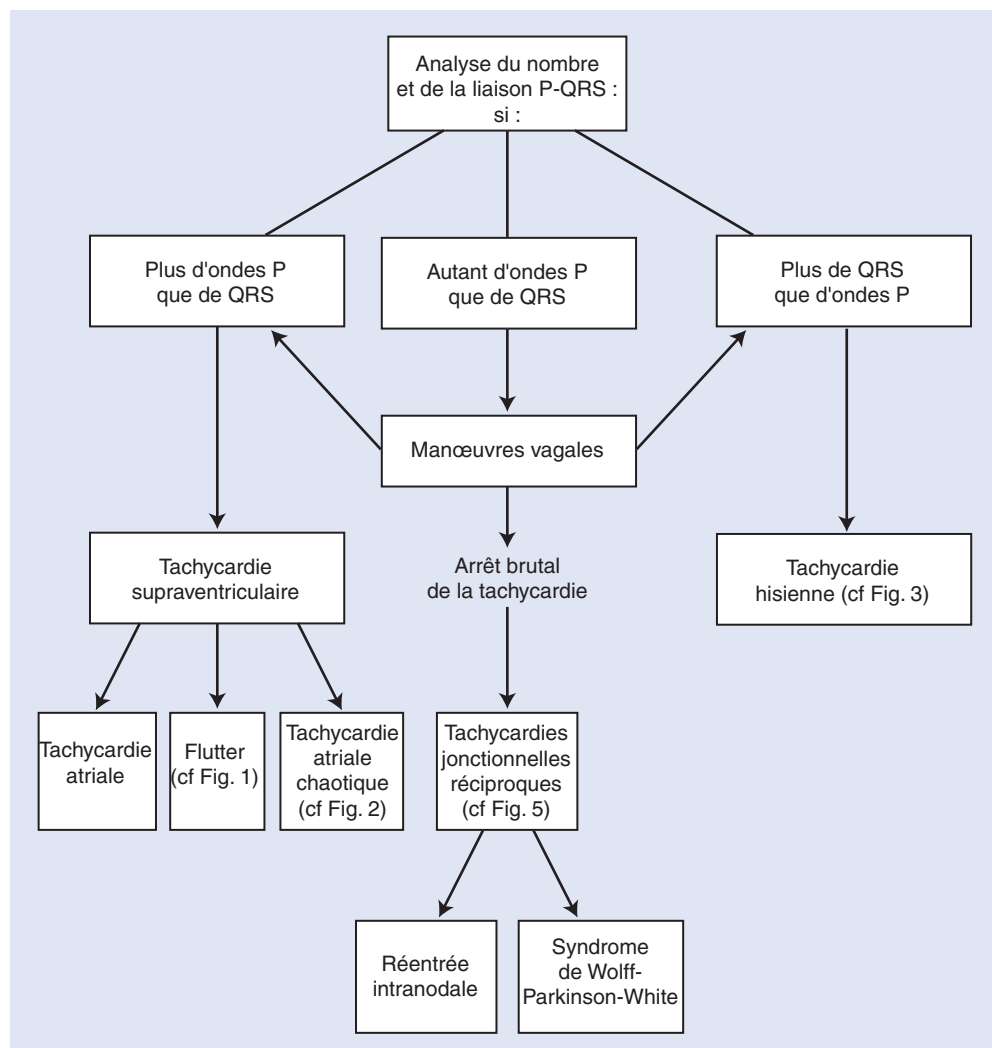 Analyse du nombre
et de la liaison P-QRS :
si :
Plus d'ondes P
que de QRS
Autant d'ondes P
que de QRS
Plus de QRS
que d'ondes P
Manœuvres vagales
Tachycardie
supraventriculaire
Arrêt brutal
de la tachycardie
Tachycardie
hisienne (cf Fig. 3)
Tachycardie
atriale
Flutter
(cf Fig. 1)
Tachycardie
atriale
chaotique
(cf Fig. 2)
Tachycardies
jonctionnelles
réciproques
(cf Fig. 5)
Réentrée
intranodale
Syndrome
de Wolff-
Parkinson-White